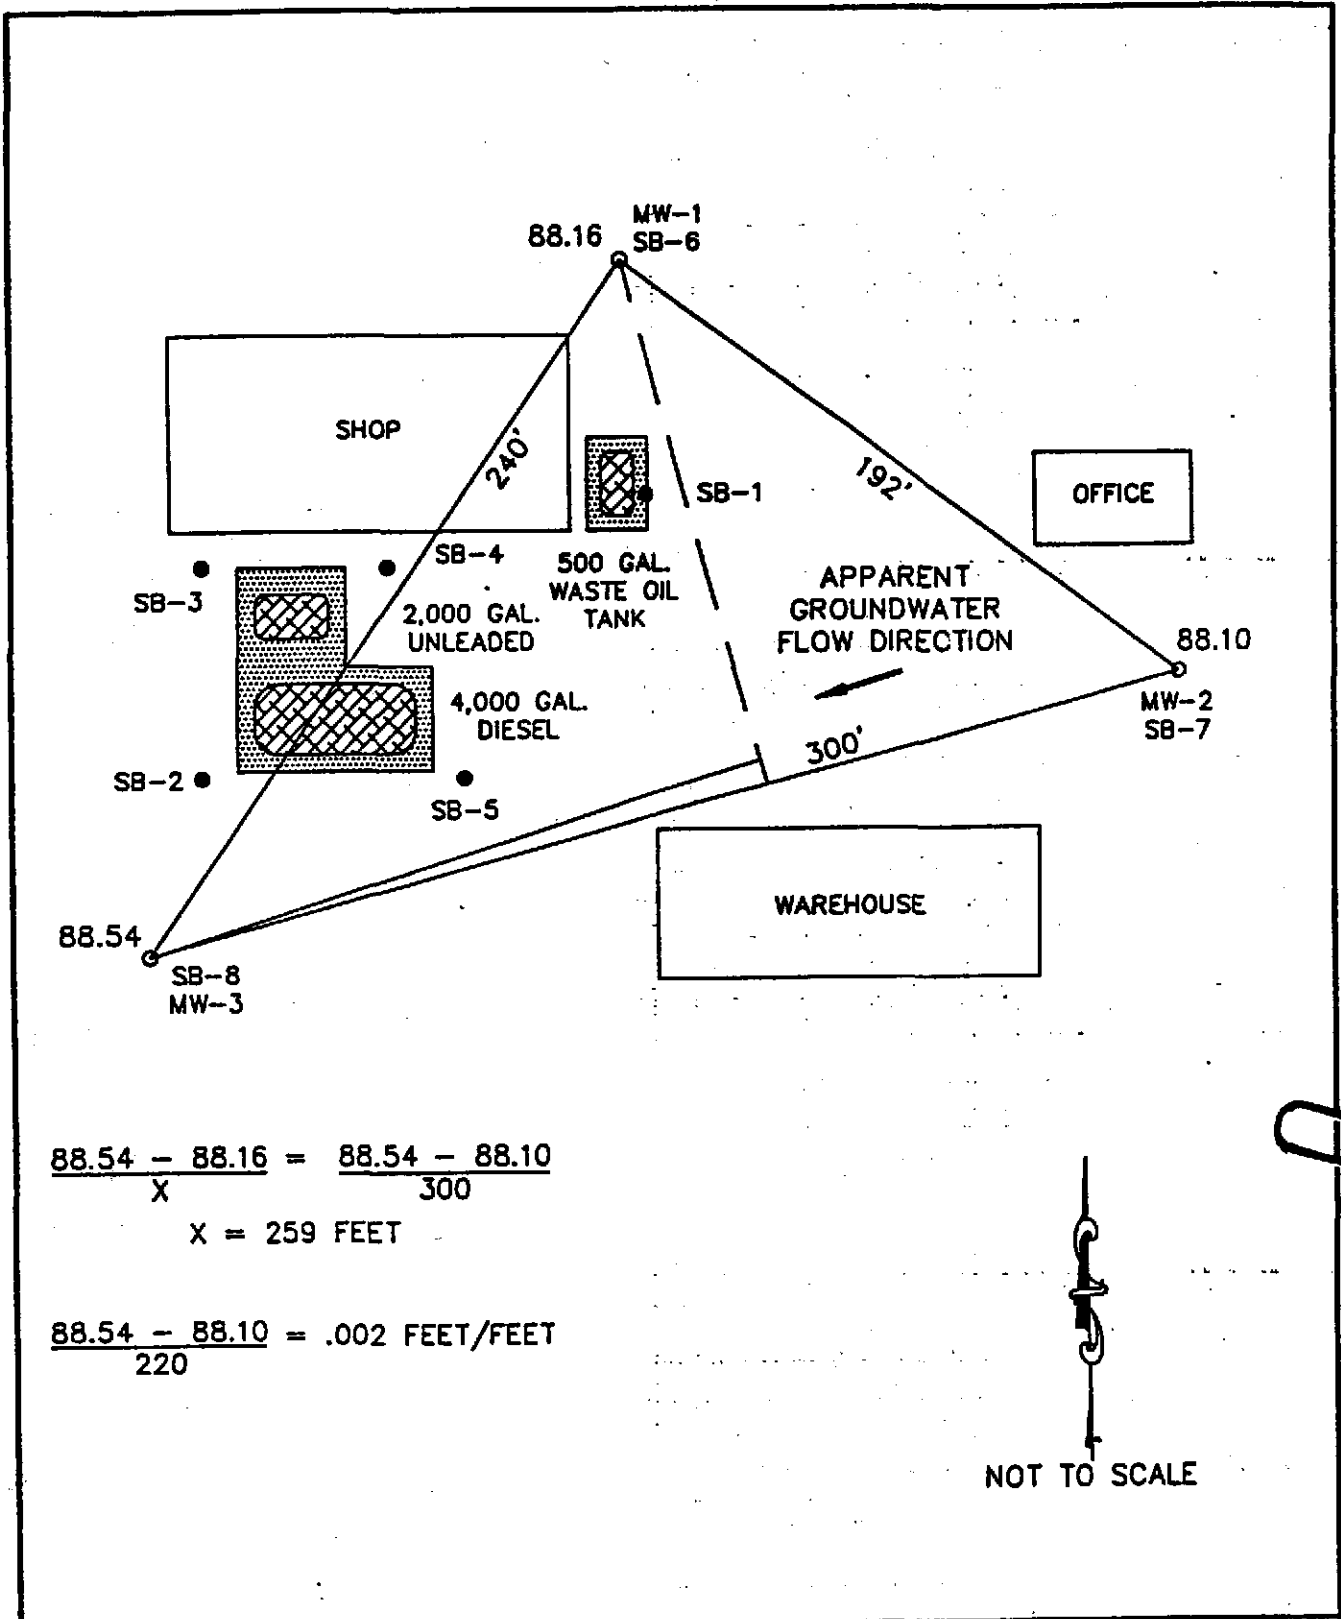 MW-1
88.16 SB-6
SHOP
240'
192'
SB-1
OFFICE
SB-4
500 GAL.
WASTE OIL
TANK
SB-3
2,000 GAL.
UNLEADED
APPARENT
GROUNDWATER
FLOW DIRECTION
88.10
MW-2
SB-7
4,000 GAL.
DIESEL
300'
SB-2
SB-5
WAREHOUSE
88.54
SB-8
MW-3
88.54 - 88.16 = 88.54 - 88.10
X 300
X = 259 FEET
88.54 - 88.10 = .002 FEET/FEET
220
NOT TO SCALE